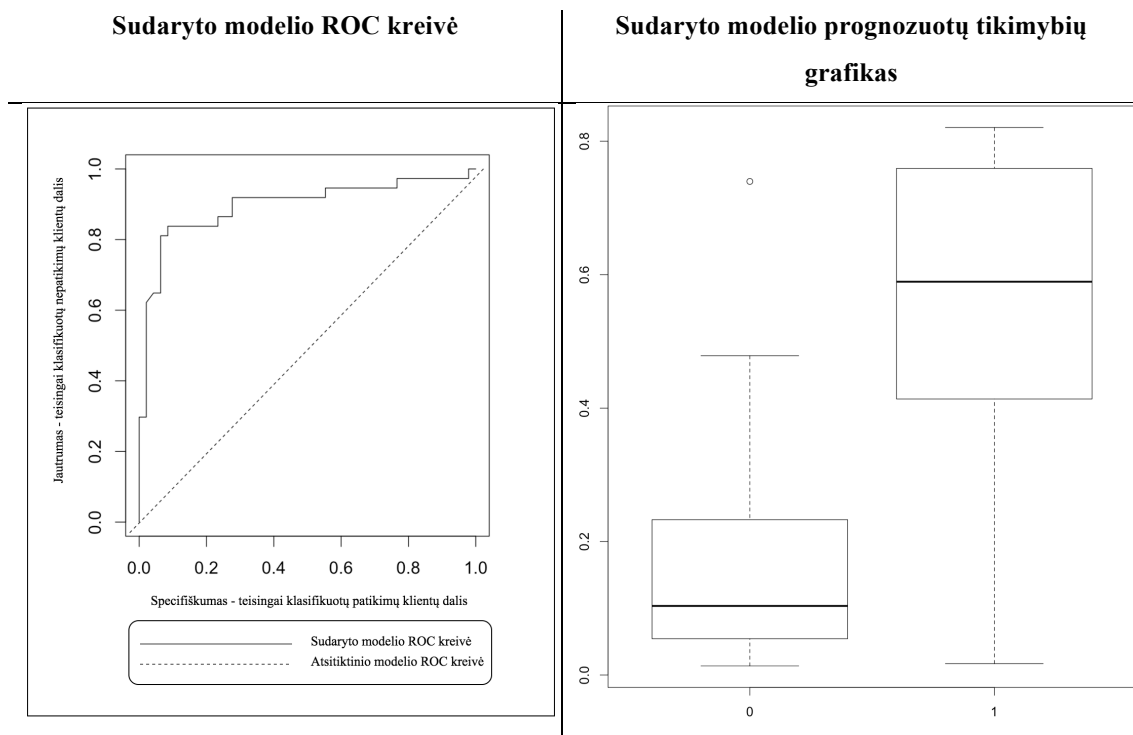 Sudaryto modelio ROC kreivė
Jautrumas - teisingai klasifikuotų nepatikimų klientų dalis
1.0
0.8
0.6
0.4
0.2
0.0
0.0 0.2 0.4 0.6 0.8 1.0
Specifiškumas - teisingai klasifikuotų patikimų klientų dalis
Sudaryto modelio ROC kreivė
Atsitiktinio modelio ROC kreivė
Sudaryto modelio prognozuotų tikimybių
grafikas
0.8
0.6
0.4
0.2
0.0
0 1